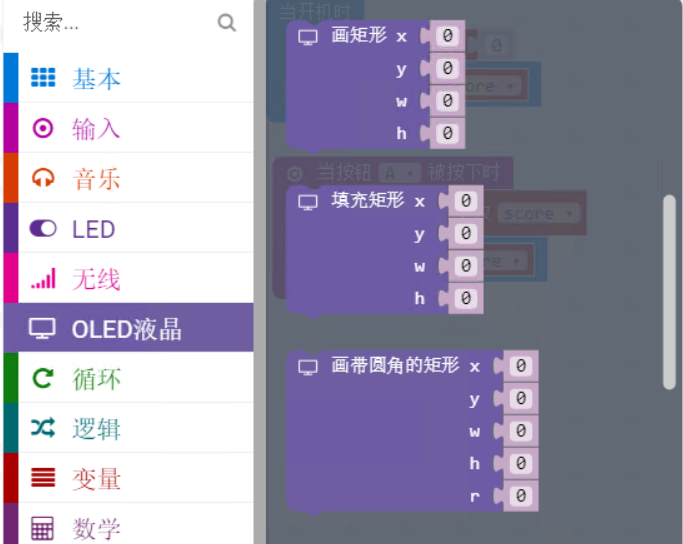 搜索...
基本
输入
音乐
LED
无线
OLED液晶
循环
逻辑
变量
数学
当开机时
画矩形 x 0
y 0
w 0
h 0
0
ore
当按钮 A 被按下时
填充矩形 x 0
y 0
w 0
h 0
score
re
画带圆角的矩形 x 0
y 0
w 0
h 0
r 0